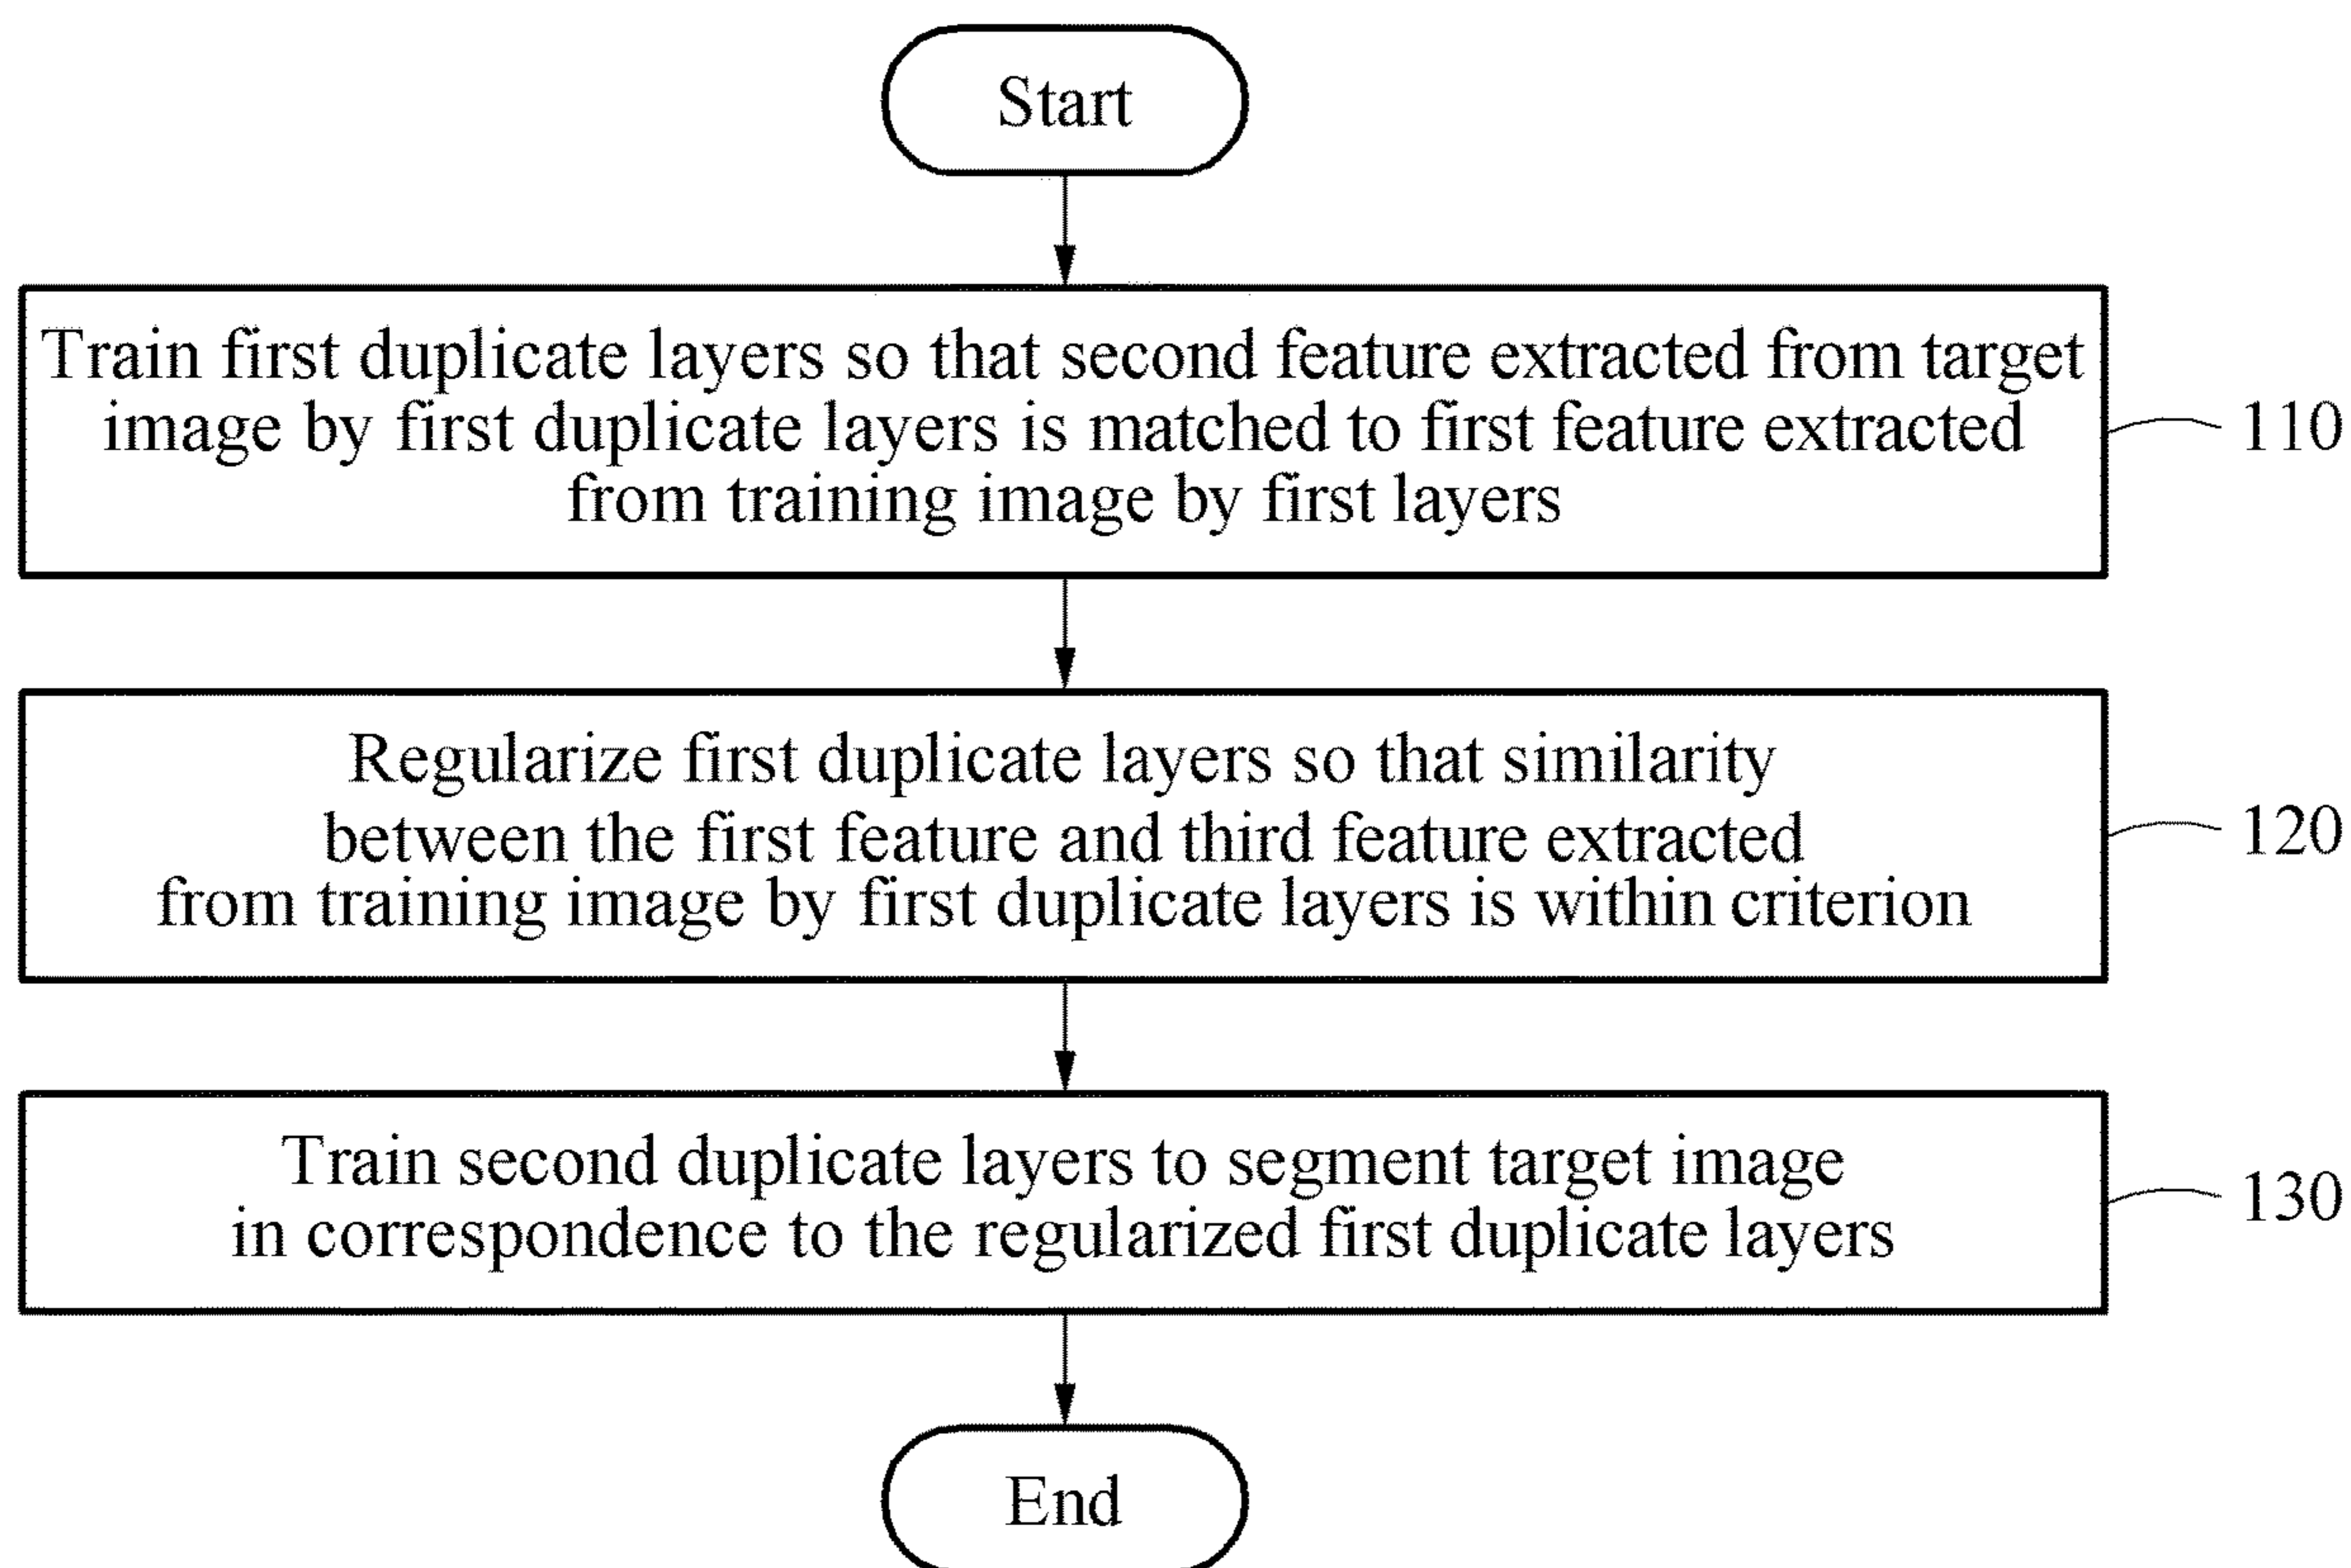 Start
Train first duplicate layers so that second feature extracted from target
image by first duplicate layers is matched to first feature extracted
from training image by first layers
110
Regularize first duplicate layers so that similarity
between the first feature and third feature extracted
from training image by first duplicate layers is within criterion
120
Train second duplicate layers to segment target image
in correspondence to the regularized first duplicate layers
130
End